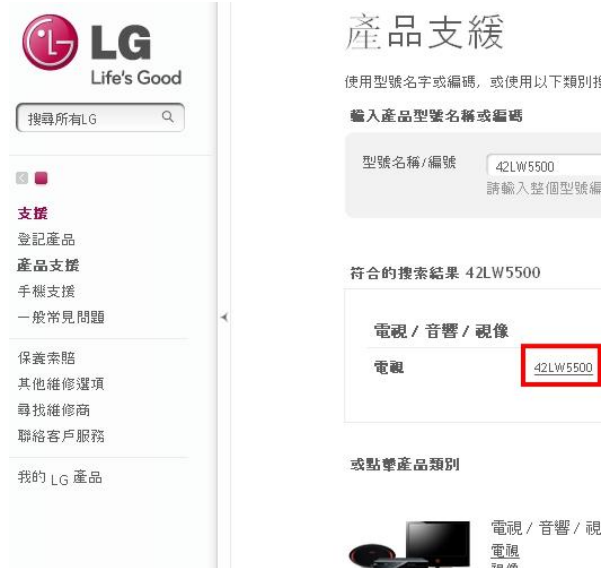 LG
Life's Good
搜尋所有LG
支援
登記產品
產品支援
手機支援
一般常見問題
保養索賠
其他維修選項
尋找維修商
聯絡客戶服務
我的 LG 產品
產品支援
使用型號名字或編碼, 或使用以下類別
輸入產品型號名稱或編碼
型號名稱/編號
42LW5500
請輸入整個型號編
符合的搜索結果 42LW5500
電視 / 音響 / 視像
電視
42LW5500
或點擊產品類別
電視 / 音響 / 視
電視